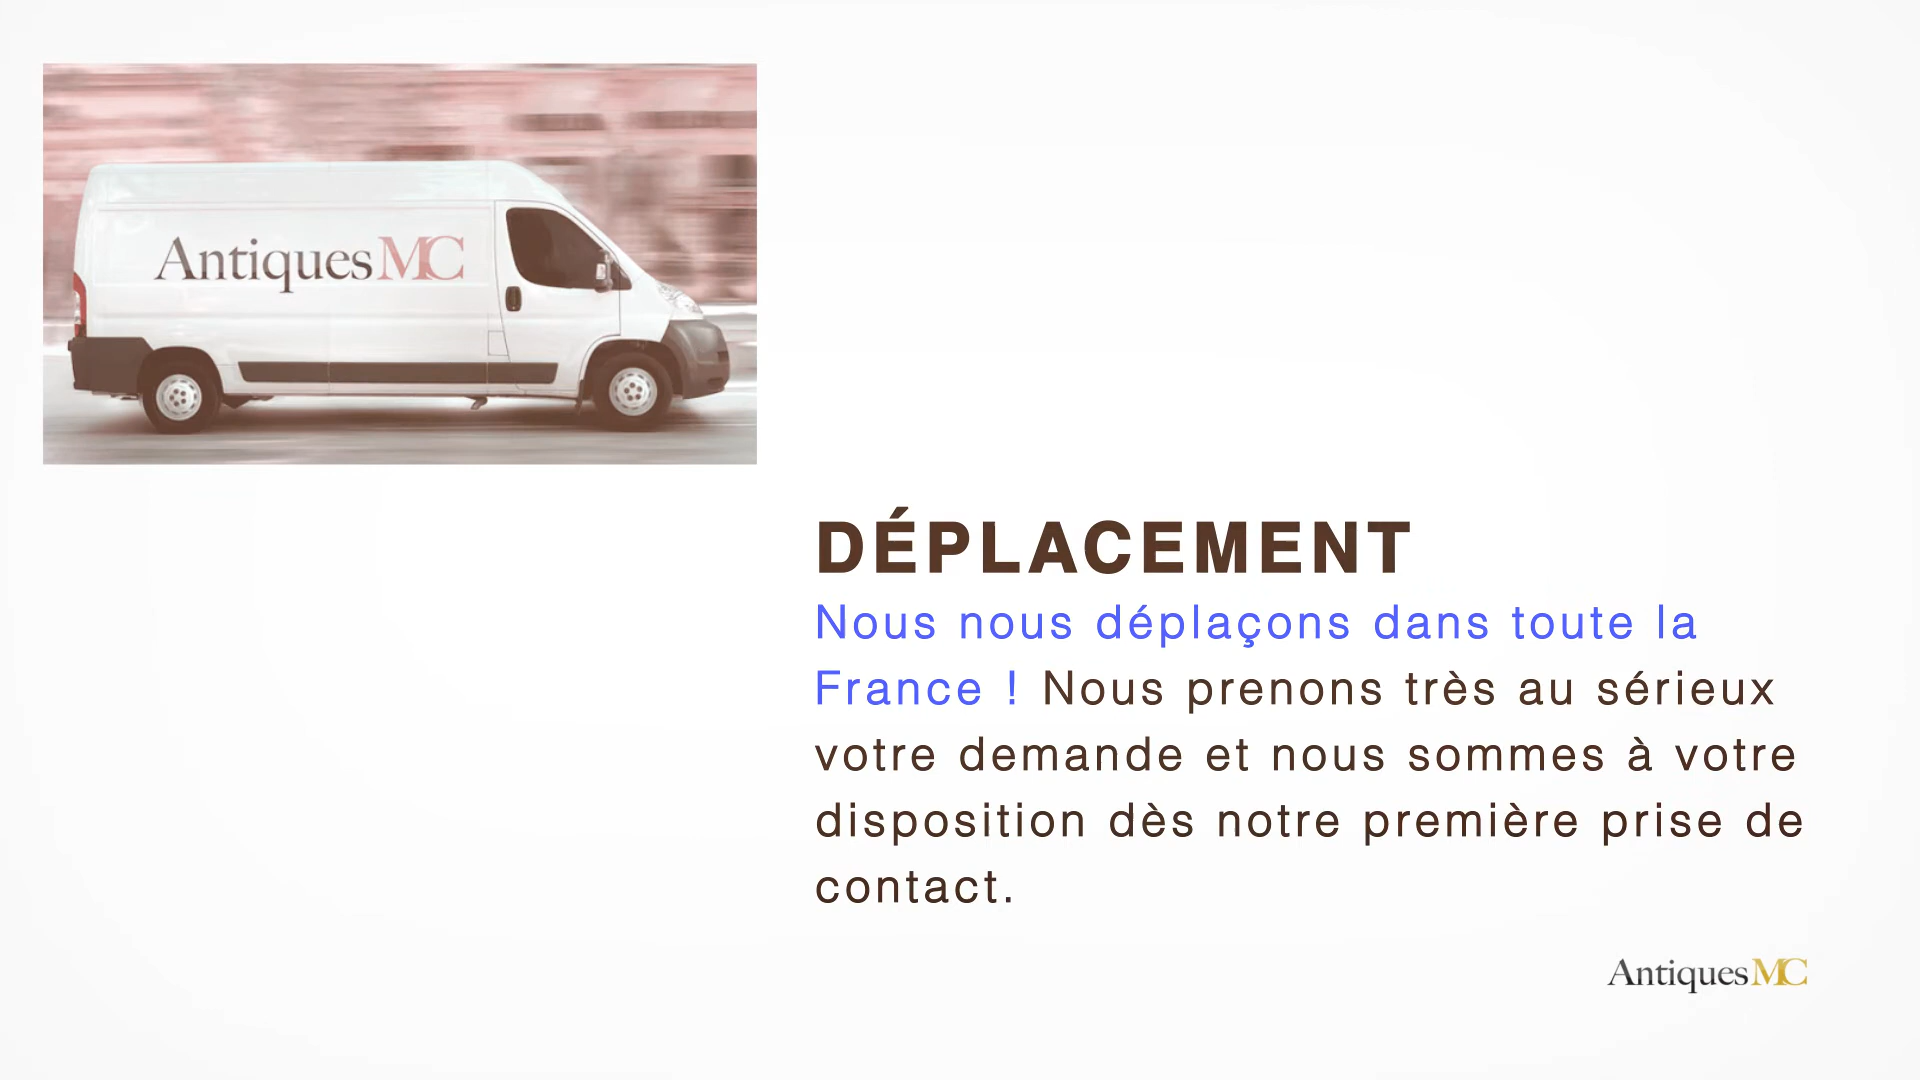 AntiquesMC
DÉPLACEMENT
Nous nous déplaçons dans toute la
France ! Nous prenons très au sérieux
votre demande et nous sommes à votre
disposition dès notre première prise de
contact.
AntiquesMC